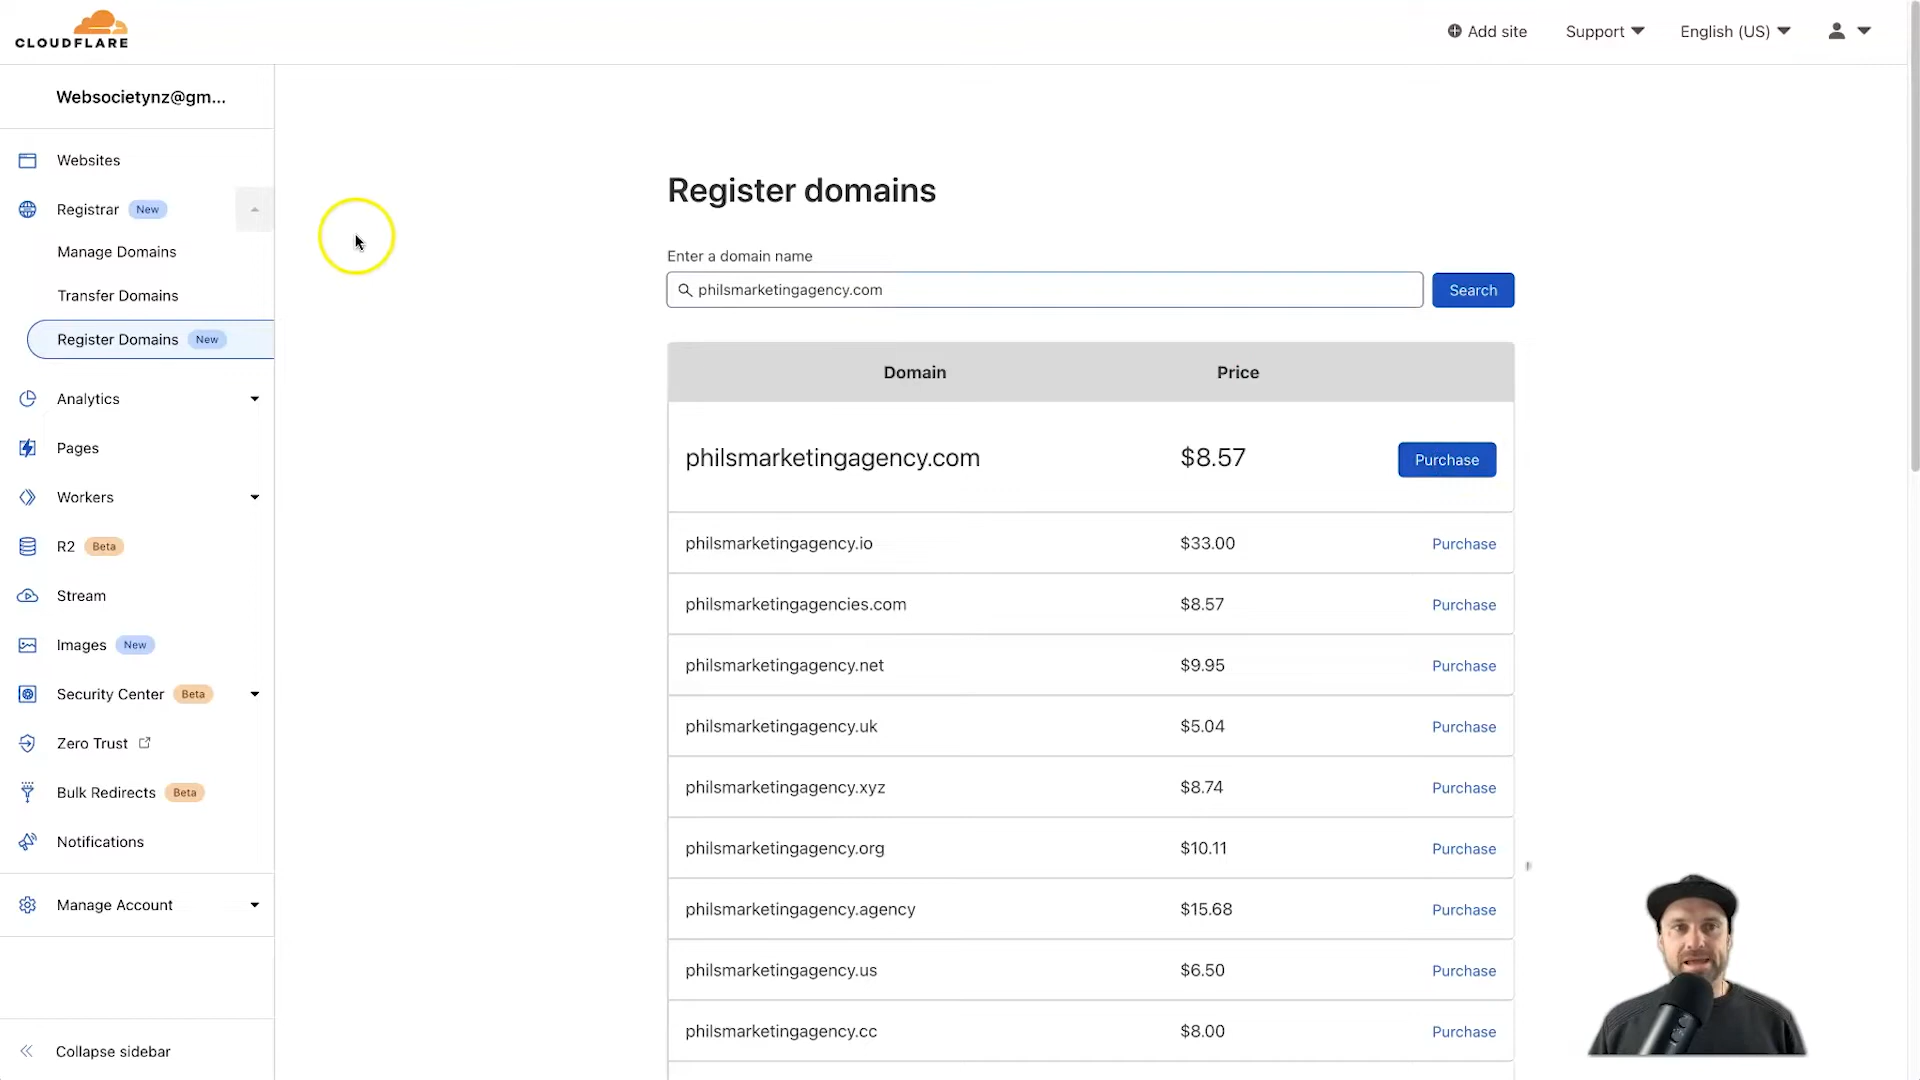 CLOUDFLARE
Add site
Support
English (US)
Websocietynz@gm...
Websites
Registrar New
Manage Domains
Transfer Domains
Register Domains New
Analytics
Pages
Workers
R2 Beta
Stream
Images New
Security Center Beta
Zero Trust
Bulk Redirects Beta
Notifications
Manage Account
Collapse sidebar
Register domains
Enter a domain name
philsmarketingagency.com
Search
Domain Price
philsmarketingagency.com $8.57 Purchase
philsmarketingagency.io $33.00 Purchase
philsmarketingagencies.com $8.57 Purchase
philsmarketingagency.net $9.95 Purchase
philsmarketingagency.uk $5.04 Purchase
philsmarketingagency.xyz $8.74 Purchase
philsmarketingagency.org $10.11 Purchase
philsmarketingagency.agency $15.68 Purchase
philsmarketingagency.us $6.50 Purchase
philsmarketingagency.cc $8.00 Purchase